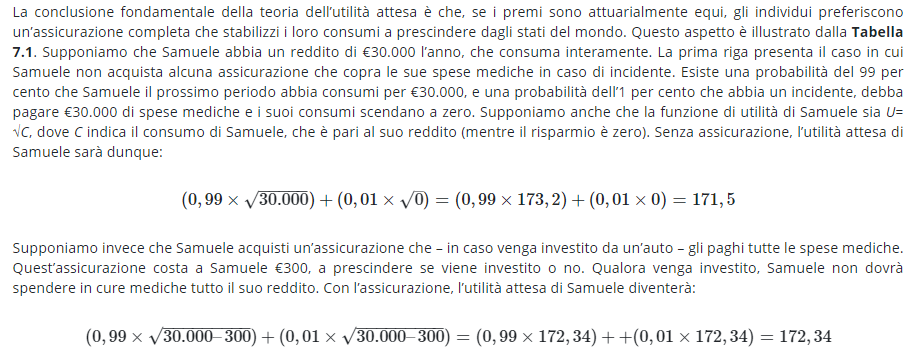 La conclusione fondamentale della teoria dell’utilità attesa è che, se i premi sono attuarialmente equi, gli individui preferiscono
un’assicurazione completa che stabilizzi i loro consumi a prescindere dagli stati del mondo. Questo aspetto è illustrato dalla Tabella
7.1. Supponiamo che Samuele abbia un reddito di €30.000 l’anno, che consuma interamente. La prima riga presenta il caso in cui
Samuele non acquista alcuna assicurazione che copra le sue spese mediche in caso di incidente. Esiste una probabilità del 99 per
cento che Samuele il prossimo periodo abbia consumi per €30.000, e una probabilità dell’1 per cento che abbia un incidente, debba
pagare €30.000 di spese mediche e i suoi consumi scendano a zero. Supponiamo anche che la funzione di utilità di Samuele sia U=
√C, dove C indica il consumo di Samuele, che è pari al suo reddito (mentre il risparmio è zero). Senza assicurazione, l’utilità attesa di
Samuele sarà dunque:
(0, 99 × √30.000) + (0, 01 × √0) = (0, 99 × 173, 2) + (0, 01 × 0) = 171, 5
Supponiamo invece che Samuele acquisti un’assicurazione che – in caso venga investito da un’auto – gli paghi tutte le spese mediche.
Quest’assicurazione costa a Samuele €300, a prescindere se viene investito o no. Qualora venga investito, Samuele non dovrà
spendere in cure mediche tutto il suo reddito. Con l’assicurazione, l’utilità attesa di Samuele diventerà:
(0, 99 × √30.000–300) + (0, 01 × √30.000–300) = (0, 99 × 172, 34) + +(0, 01 × 172, 34) = 172, 34